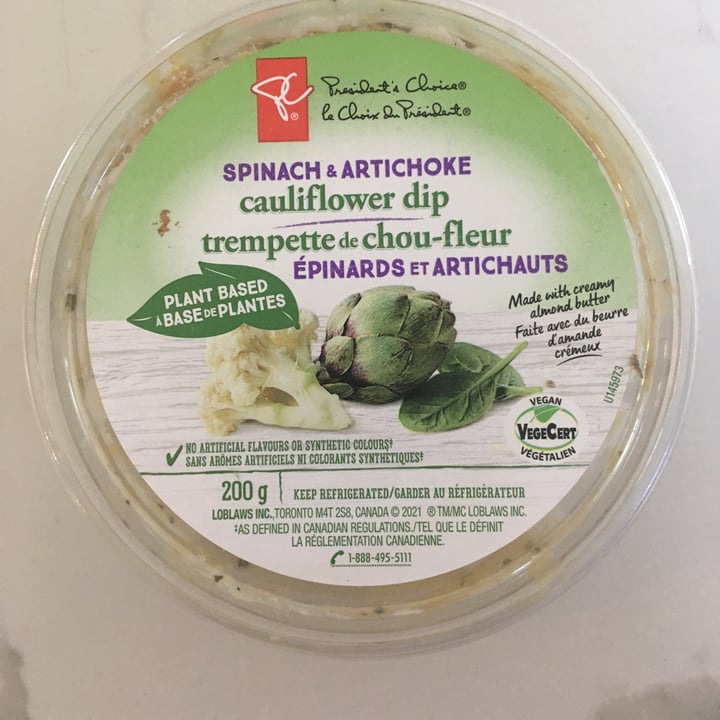 PC®
President's Choice®
le Choix du Président®
SPINACH & ARTICHOKE
cauliflower dip
trempette de chou-fleur
ÉPINARDS ET ARTICHAUTS
PLANT BASED
À BASE DE PLANTES
Made with creamy
almond butter
Faite avec du beurre
d'amande
crémeux
U145973
VEGAN
VEGECERT
VÉGÉTALIEN
NO ARTIFICIAL FLAVOURS OR SYNTHETIC COLOURS‡
SANS ARÔMES ARTIFICIELS NI COLORANTS SYNTHÉTIQUES‡
200 g
KEEP REFRIGERATED/GARDER AU RÉFRIGÉRATEUR
LOBLAWS INC., TORONTO M4T 2S8, CANADA © 2021 ®TM/MC LOBLAWS INC.
‡AS DEFINED IN CANADIAN REGULATIONS./TEL QUE LE DÉFINIT
LA RÉGLEMENTATION CANADIENNE.
1-888-495-5111